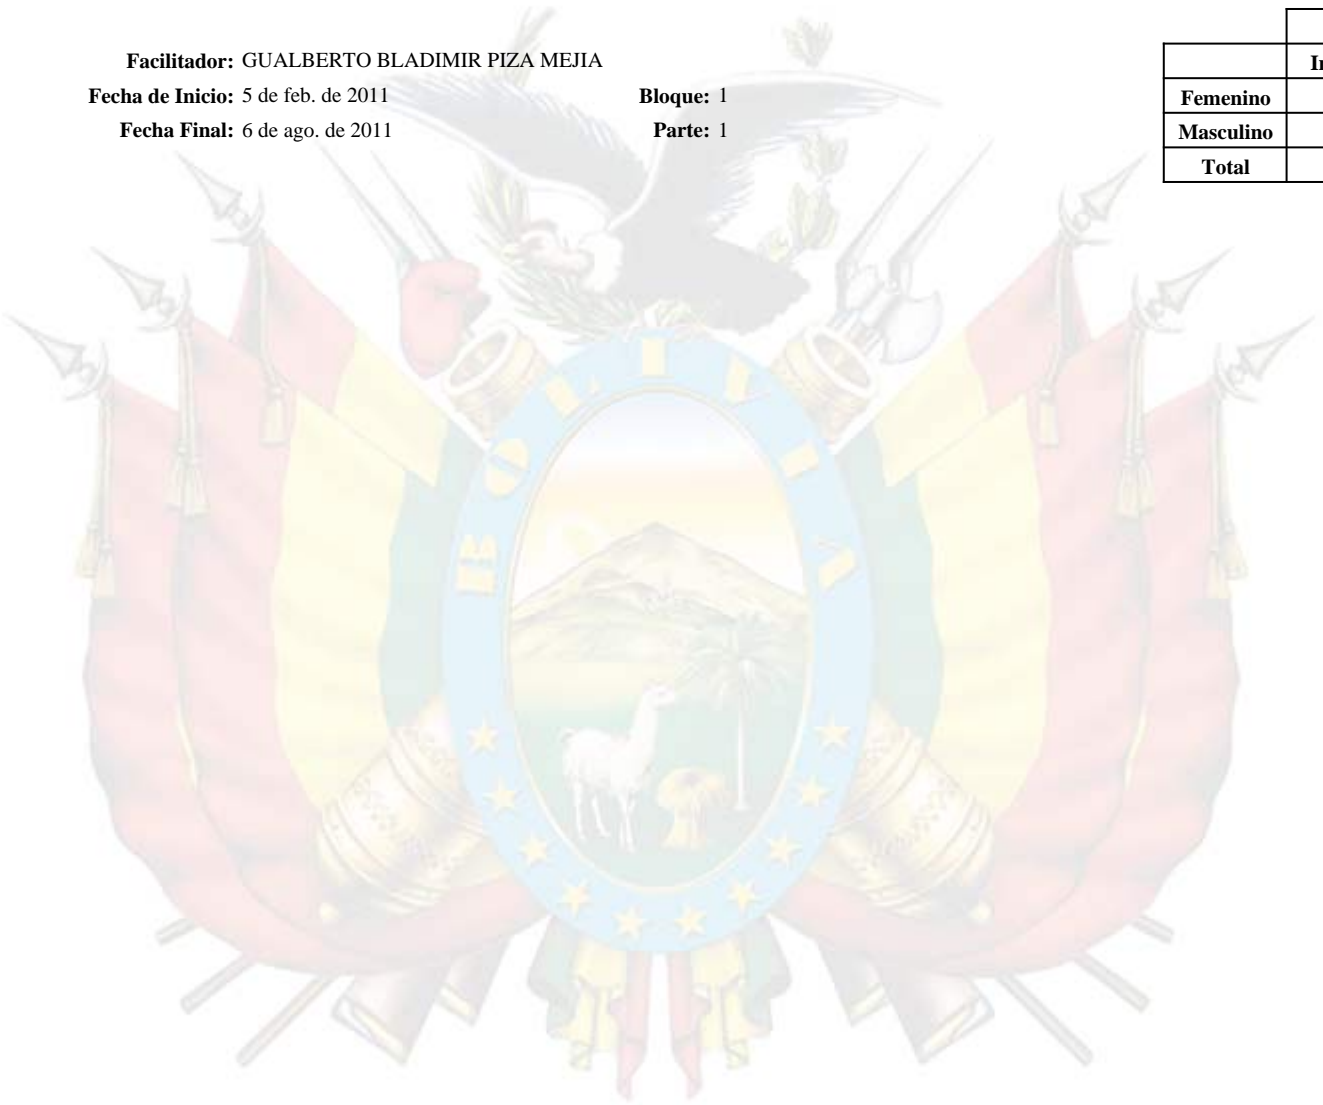 Facilitador: GUALBERTO BLADIMIR PIZA MEJIA
Fecha de Inicio: 5 de feb. de 2011 Bloque: 1
Fecha Final: 6 de ago. de 2011 Parte: 1
Femenino
Masculino
Total
BOLIVIA